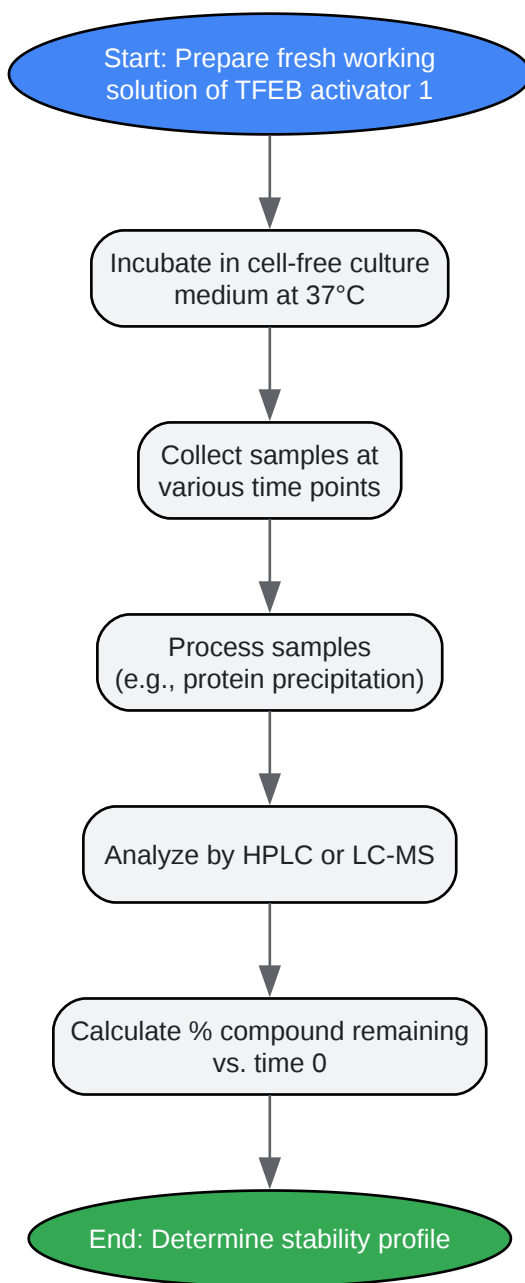 Start: Prepare fresh working
solution of TFEB activator 1
Incubate in cell-free culture
medium at 37°C
Collect samples at
various time points
Process samples
(e.g., protein precipitation)
Analyze by HPLC or LC-MS
Calculate % compound remaining
vs. time 0
End: Determine stability profile